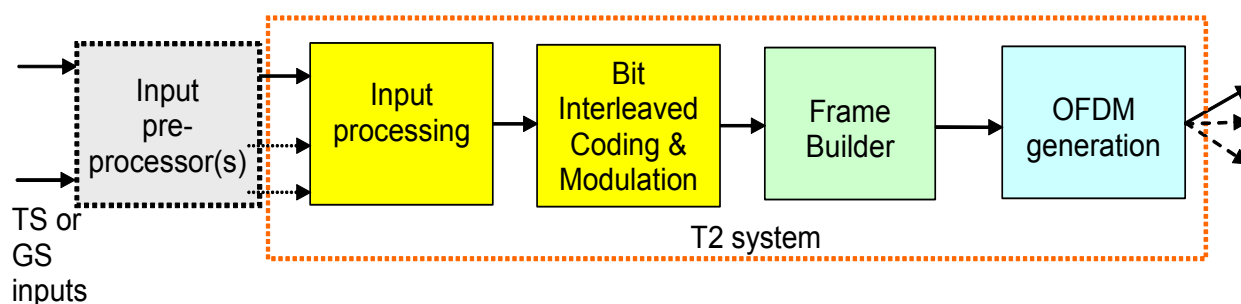 Input
pre-
processor(s)
TS or
GS
inputs
Input
processing
Bit
Interleaved
Coding &
Modulation
Frame
Builder
OFDM
generation
T2 system